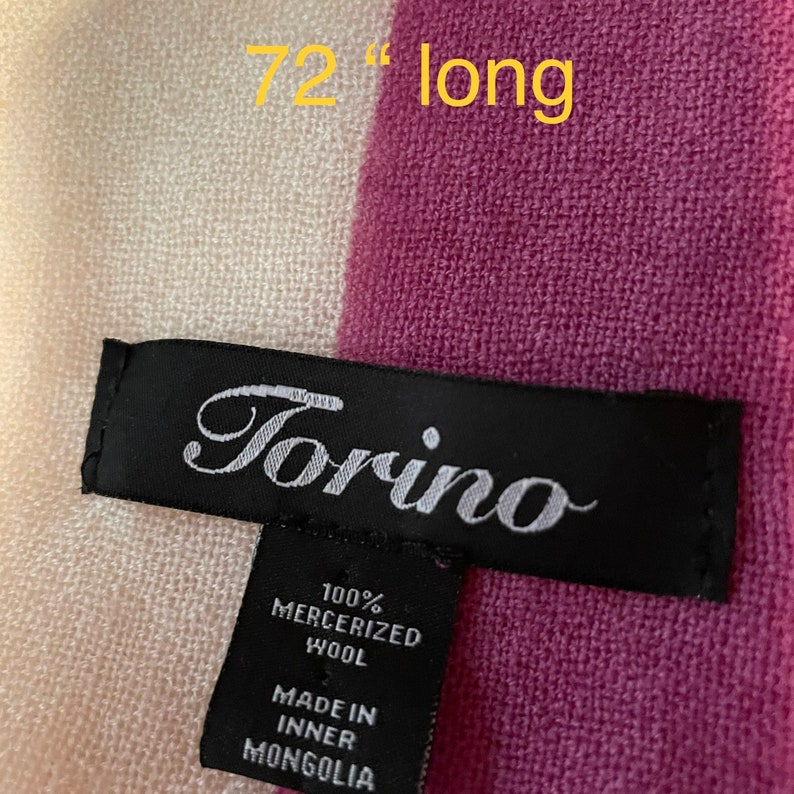 72 “ long
Torino
100%
MERCERIZED
WOOL
MADE IN
INNER
MONGOLIA